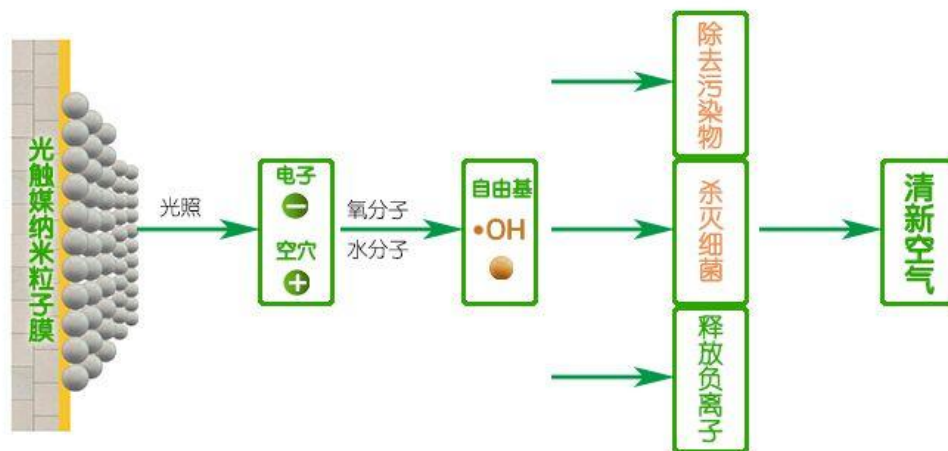 光触媒纳米粒子膜
光照
电子
−
空穴
+
氧分子
水分子
自由基
•OH
除去污染物
杀灭细菌
释放负离子
清新空气